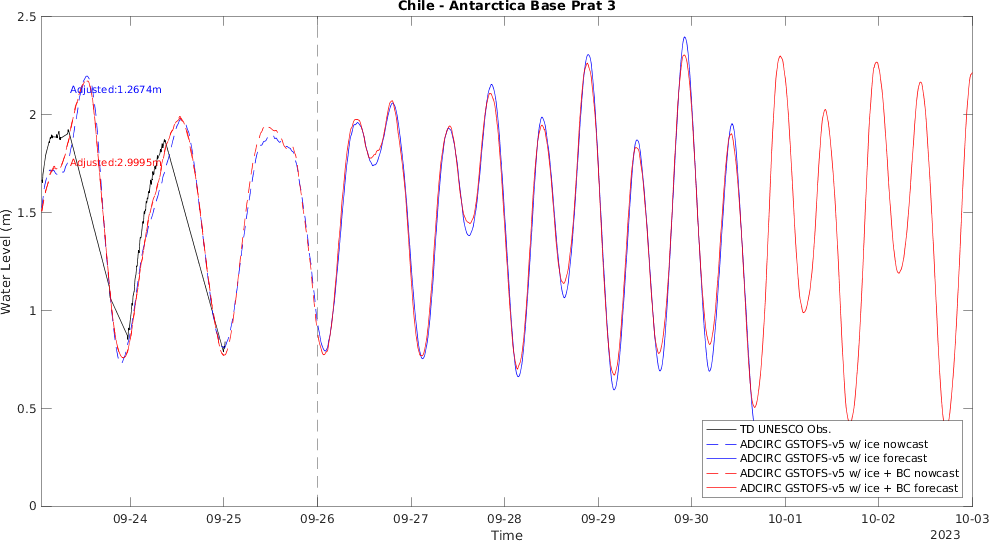 Chile - Antarctica Base Prat 3
2.5
2
1.5
1
0.5
0
Water Level (m)
Adjusted:1.2674m
Adjusted:2.9995m
TD UNESCO Obs.
ADCIRC GSTOFS-v5 w/ ice nowcast
ADCIRC GSTOFS-v5 w/ ice forecast
ADCIRC GSTOFS-v5 w/ ice + BC nowcast
ADCIRC GSTOFS-v5 w/ ice + BC forecast
09-24 09-25 09-26 09-27 09-28 09-29 09-30 10-01 10-02 10-03
Time
2023